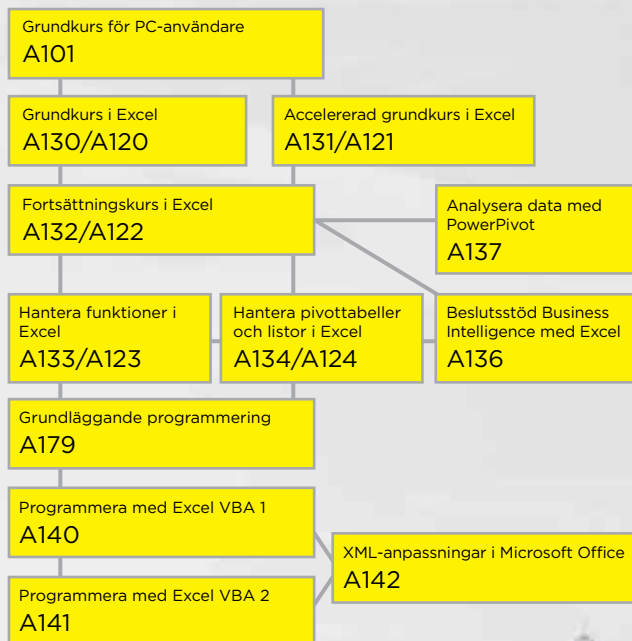 Grundkurs för PC-användare
A101
Grundkurs i Excel
A130/A120
Accelererad grundkurs i Excel
A131/A121
Fortsättningskurs i Excel
A132/A122
Analysera data med
PowerPivot
A137
Hantera funktioner i
Excel
A133/A123
Hantera pivottabeller
och listor i Excel
A134/A124
Beslutsstöd Business
Intelligence med Excel
A136
Grundläggande programmering
A179
Programmera med Excel VBA 1
A140
XML-anpassningar i Microsoft Office
A142
Programmera med Excel VBA 2
A141